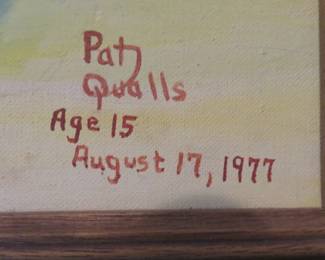 Paty
Qualls
Age 15
August 17, 1977